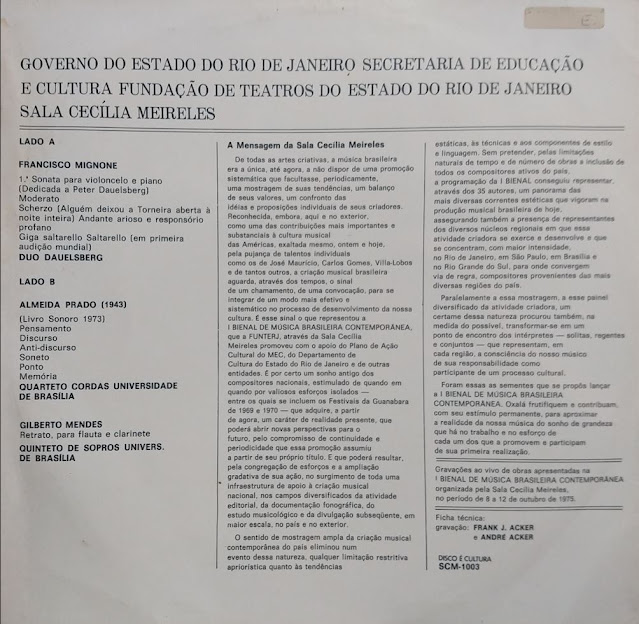 E.
GOVERNO DO ESTADO DO RIO DE JANEIRO SECRETARIA DE EDUCAÇÃO
E CULTURA FUNDAÇÃO DE TEATROS DO ESTADO DO RIO DE JANEIRO
SALA CECÍLIA MEIRELES
LADO A
FRANCISCO MIGNONE
1.ª Sonata para violoncelo e piano
(Dedicada a Peter Dauelsberg)
Moderato
Scherzo (Alguém deixou a Torneira aberta à
noite inteira) Andante arioso e responsório
profano
Giga saltarello Saltarello (em primeira
audição mundial)
DUO DAUELSBERG
LADO B
ALMEIDA PRADO (1943)
(Livro Sonoro 1973)
Pensamento
Discurso
Anti-discurso
Soneto
Ponto
Memória
QUARTETO CORDAS UNIVERSIDADE
DE BRASÍLIA
GILBERTO MENDES
Retrato, para flauta e clarinete
QUINTETO DE SOPROS UNIVERS.
DE BRASÍLIA
A Mensagem da Sala Cecília Meireles
De todas as artes criativas, a música brasileira
era a única, até agora, a não dispor de uma promoção
sistemática que facultasse, periodicamente,
uma mostragem de suas tendências, um balanço
de seus valores, um confronto das
idéias e proposições individuais de seus criadores.
Reconhecida, embora, aqui e no exterior,
como uma das contribuições mais importantes e
substanciais à cultura musical
das Américas, exaltada mesmo, ontem e hoje,
pela pujança de talentos individuais
como os de José Maurício, Carlos Gomes, Villa-Lobos
e de tantos outros, a criação musical brasileira
aguarda, através dos tempos, o sinal
de um chamamento, de uma convocação, para se
integrar de um modo mais efetivo e
sistemático no processo de desenvolvimento da nossa
cultura. É esse sinal o que representou a
I BIENAL DE MÚSICA BRASILEIRA CONTEMPORÂNEA,
que a FUNTERJ, através da Sala Cecília
Meireles promoveu com o apoio do Plano de Ação
Cultural do MEC, do Departamento de
Cultura do Estado do Rio de Janeiro e de outras
entidades. É por certo um sonho antigo dos
compositores nacionais, estimulado de quando em
quando por valiosos esforços isolados —
entre os quais se incluem os Festivais da Guanabara
de 1969 e 1970 — que adquire, a partir
de agora, um caráter de realidade presente, que
poderá abrir novas perspectivas para o
futuro, pelo compromisso de continuidade e
periodicidade que essa promoção assumiu
a partir de seu próprio título. E que poderá resultar,
pela congregação de esforços e a ampliação
gradativa de sua ação, no surgimento de toda uma
infraestrutura de apoio à criação musical
nacional, nos campos diversificados da atividade
editorial, da documentação fonográfica, do
estudo musicológico e da divulgação subseqüente, em
maior escala, no país e no exterior.
O sentido de mostragem ampla da criação musical
contemporânea do país eliminou num
evento dessa natureza, qualquer limitação restritiva
apriorística quanto às tendências
estéticas, às técnicas e aos componentes de estilo
e linguagem. Sem pretender, pelas limitações
naturais de tempo e de número de obras a inclusão de
todos os compositores ativos do país,
a programação da I BIENAL conseguiu representar,
através dos 35 autores, um panorama das
mais diversas correntes estéticas que vigoram na
produção musical brasileira de hoje,
assegurando também a presença de representantes
dos diversos núcleos regionais em que essa
atividade criadora se exerce e desenvolve e que
se concentram, com maior intensidade,
no Rio de Janeiro, em São Paulo, em Brasília e
no Rio Grande do Sul, para onde convergem
via de regra, compositores provenientes das mais
diversas regiões do país.
Paralelamente a essa mostragem, a esse painel
diversificado da atividade criadora, um
certame dessa natureza procurou também, na
medida do possível, transformar-se em um
ponto de encontro dos intérpretes — solitas, regentes
e conjuntos — que representam, em
cada região, a consciência do nosso músico
de sua responsabilidade como
participante de um processo cultural.
Foram essas as sementes que se propôs lançar
a I BIENAL DE MÚSICA BRASILEIRA
CONTEMPORÂNEA. Oxalá frutifiquem e contribuam,
com seu estímulo permanente, para aproximar
a realidade da nossa música do sonho de grandeza
que há no trabalho e no esforço de
cada um dos que a promovem e participam
de sua primeira realização.
Gravações ao vivo de obras apresentadas na
I BIENAL DE MÚSICA BRASILEIRA CONTEMPORÂNEA
organizada pela Sala Cecília Meireles,
no período de 8 a 12 de outubro de 1975.
Ficha técnica:
gravação: FRANK J. ACKER
e ANDRÉ ACKER
DISCO É CULTURA
SCM-1003